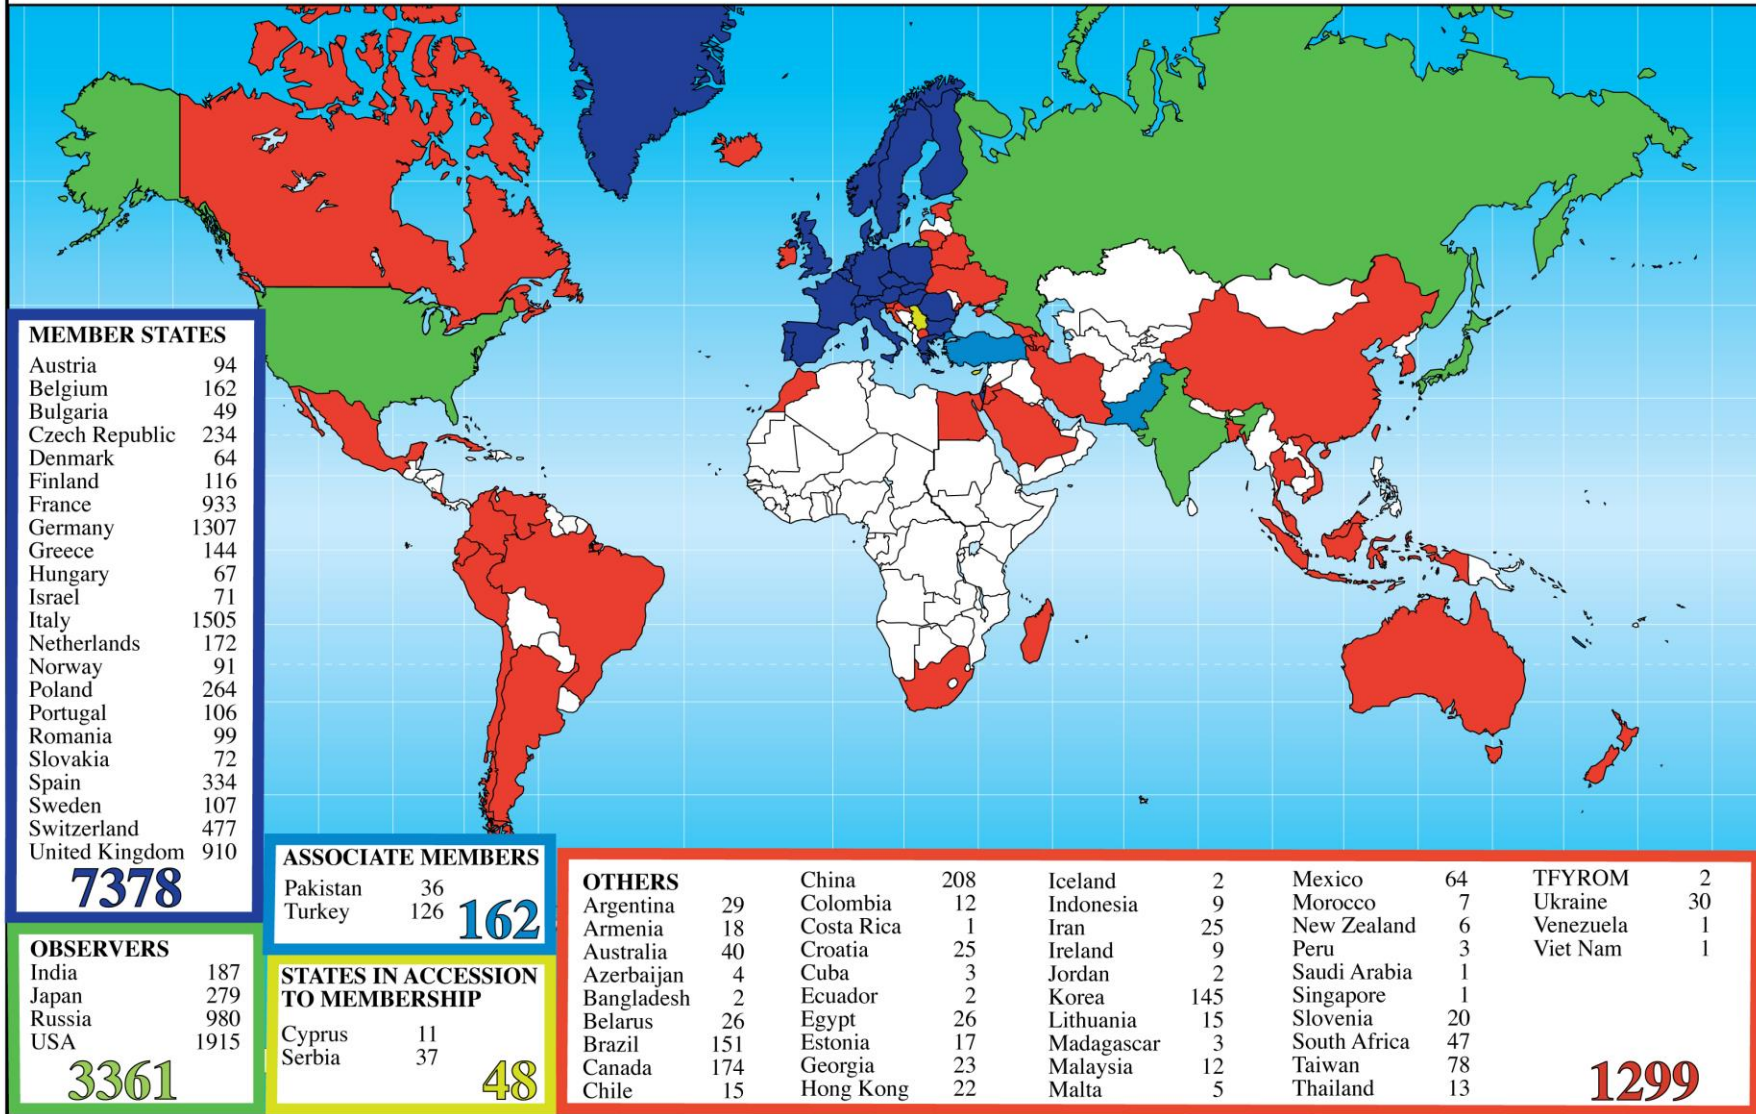 MEMBER STATES
Austria 94
Belgium 162
Bulgaria 49
Czech Republic 234
Denmark 64
Finland 116
France 933
Germany 1307
Greece 144
Hungary 67
Israel 71
Italy 1505
Netherlands 172
Norway 91
Poland 264
Portugal 106
Romania 99
Slovakia 72
Spain 334
Sweden 107
Switzerland 477
United Kingdom 910
7378
OBSERVERS
India 187
Japan 279
Russia 980
USA 1915
3361
ASSOCIATE MEMBERS
Pakistan 36
Turkey 126
162
STATES IN ACCESSION
TO MEMBERSHIP
Cyprus 11
Serbia 37
48
OTHERS
Argentina 29
Armenia 18
Australia 40
Azerbaijan 4
Bangladesh 2
Belarus 26
Brazil 151
Canada 174
Chile 15
China 208
Colombia 12
Costa Rica 1
Croatia 25
Cuba 3
Ecuador 2
Egypt 26
Estonia 17
Georgia 23
Hong Kong 22
Iceland 2
Indonesia 9
Iran 25
Ireland 9
Jordan 2
Korea 145
Lithuania 15
Madagascar 3
Malaysia 12
Malta 5
Mexico 64
Morocco 7
New Zealand 6
Peru 3
Saudi Arabia 1
Singapore 1
Slovenia 20
South Africa 47
Taiwan 78
Thailand 13
TFYROM 2
Ukraine 30
Venezuela 1
Viet Nam 1
1299